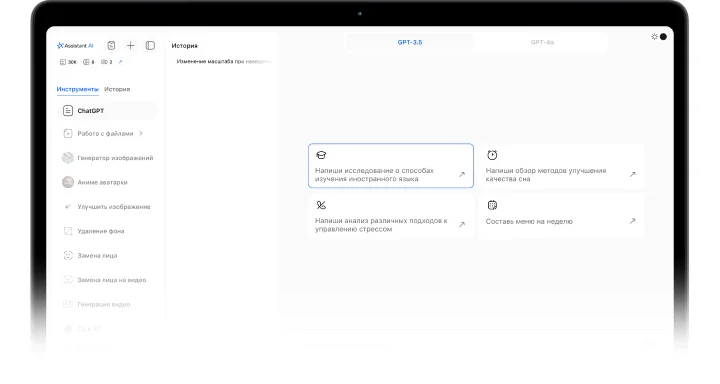 Assistant AI
30K 8 2
Инструменты История
ChatGPT
Работа с файлами
Генератор изображений
Аниме аватарки
Улучшить изображение
Удаление фона
Замена лица
Замена лица на видео
Генерация видео
История
Изменение масштаба при наведении
GPT-3.5
GPT-4o
Напиши исследование о способах
изучения иностранного языка
Напиши обзор методов улучшения
качества сна
Напиши анализ различных подходов к
управлению стрессом
Составь меню на неделю